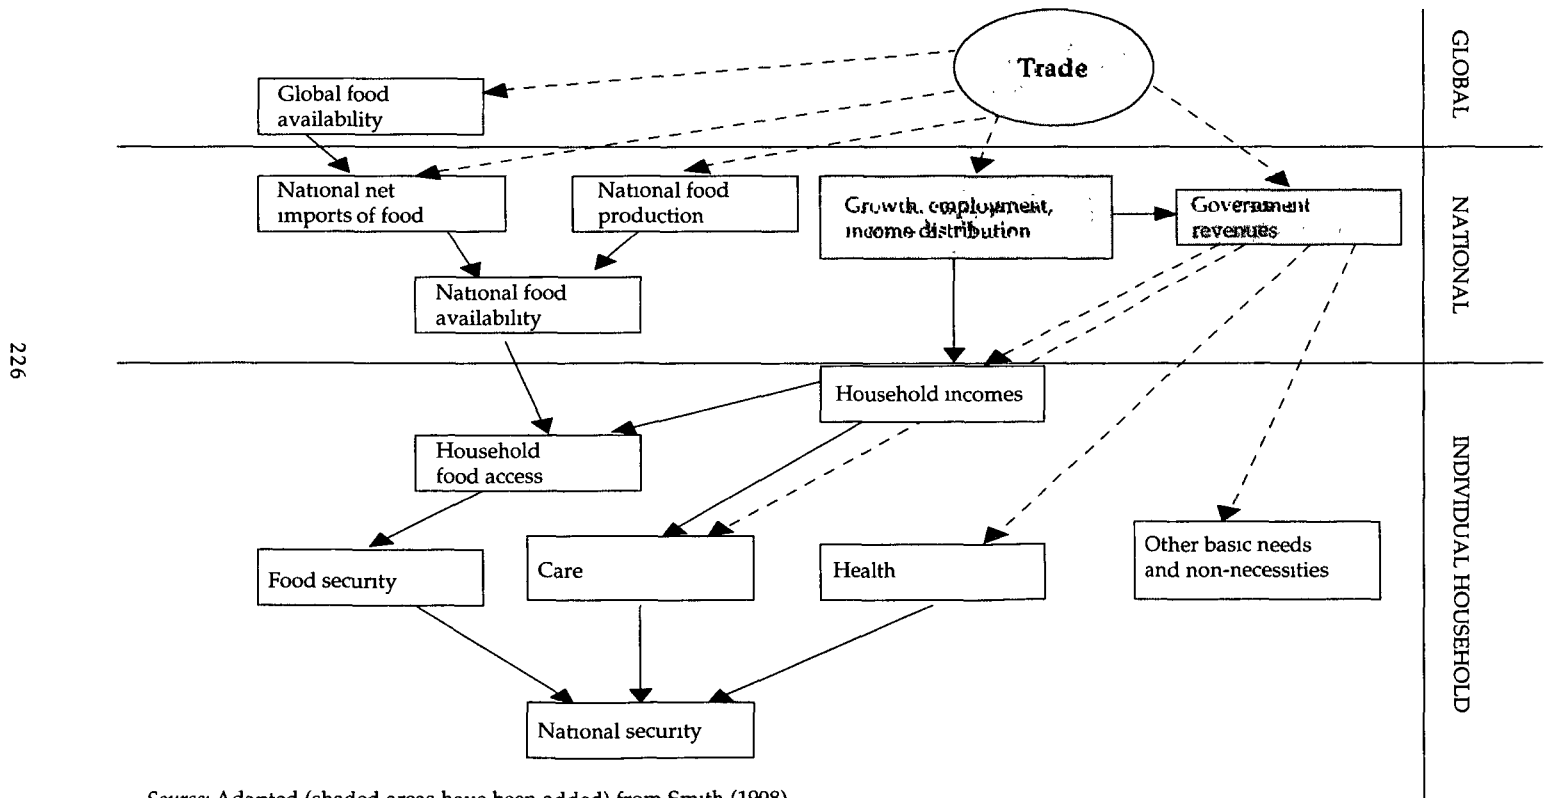 Trade
GLOBAL
Global food
availability
National net
imports of food
National food
production
Growth, employment,
income distribution
Government
revenues
NATIONAL
National food
availability
226
Household incomes
Household
food access
INDIVIDUAL HOUSEHOLD
Food security
Care
Health
Other basic needs
and non-necessities
National security
Source: Adapted (shaded areas have been added) from Smith (1998)